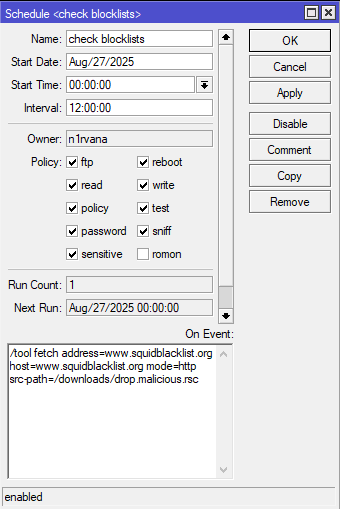 Schedule <check blocklists>
Name: check blocklists
Start Date: Aug/27/2025
Start Time: 00:00:00
Interval: 12:00:00
Owner: n1rvana
Policy: ftp reboot
read write
policy test
password sniff
sensitive romon
Run Count: 1
Next Run: Aug/27/2025 00:00:00
On Event:
/tool fetch address=www.squidblacklist.org
host=www.squidblacklist.org mode=http
src-path=/downloads/drop.malicious.rsc
enabled
OK
Cancel
Apply
Disable
Comment
Copy
Remove